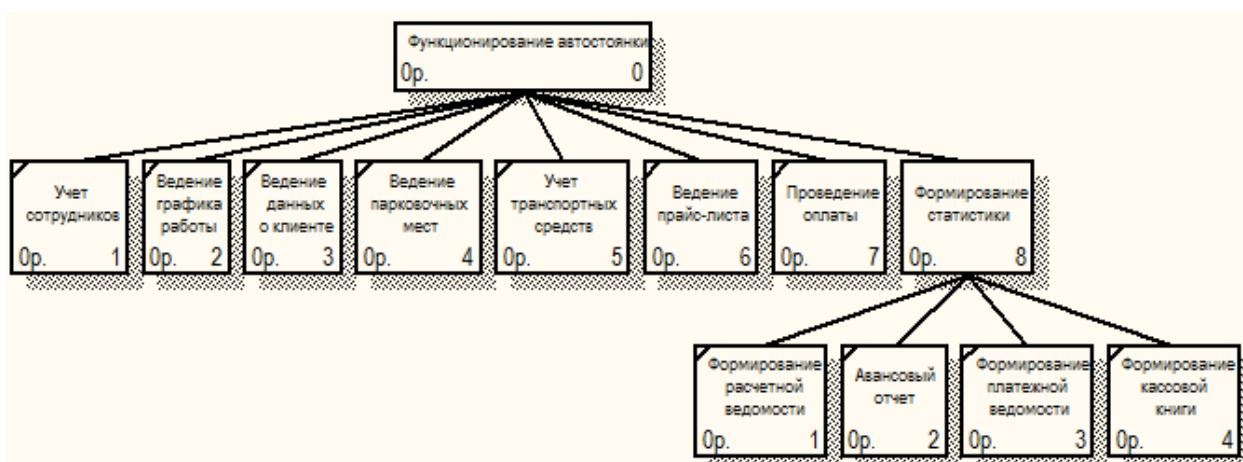 Функционирование автостоянки
0р. 0
Учет
сотрудников
0р. 1
Ведение
графика
работы
0р. 2
Ведение
данных
о клиенте
0р. 3
Ведение
парковочных
мест
0р. 4
Учет
транспортных
средств
0р. 5
Ведение
прайс-листа
0р. 6
Проведение
оплаты
0р. 7
Формирование
статистики
0р. 8
Формирование
расчетной
ведомости
0р. 1
Авансовый
отчет
0р. 2
Формирование
платежной
ведомости
0р. 3
Формирование
кассовой
книги
0р. 4